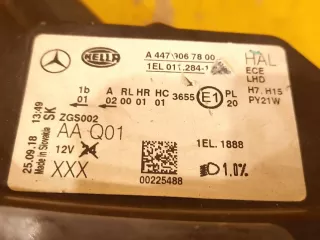 HELLA
A 447 906 78 00
1EL 011.284-1
HAL
ECE
LHD
H7, H15
PY21W
1b A RL HR HC 3655 E1 PL
01 02 00 01 01 20
13:49
SK
ZGS002
AA Q01
12V
XXX
25.09.18
Made in Slovakia
00225488
1EL.1888
1.0%